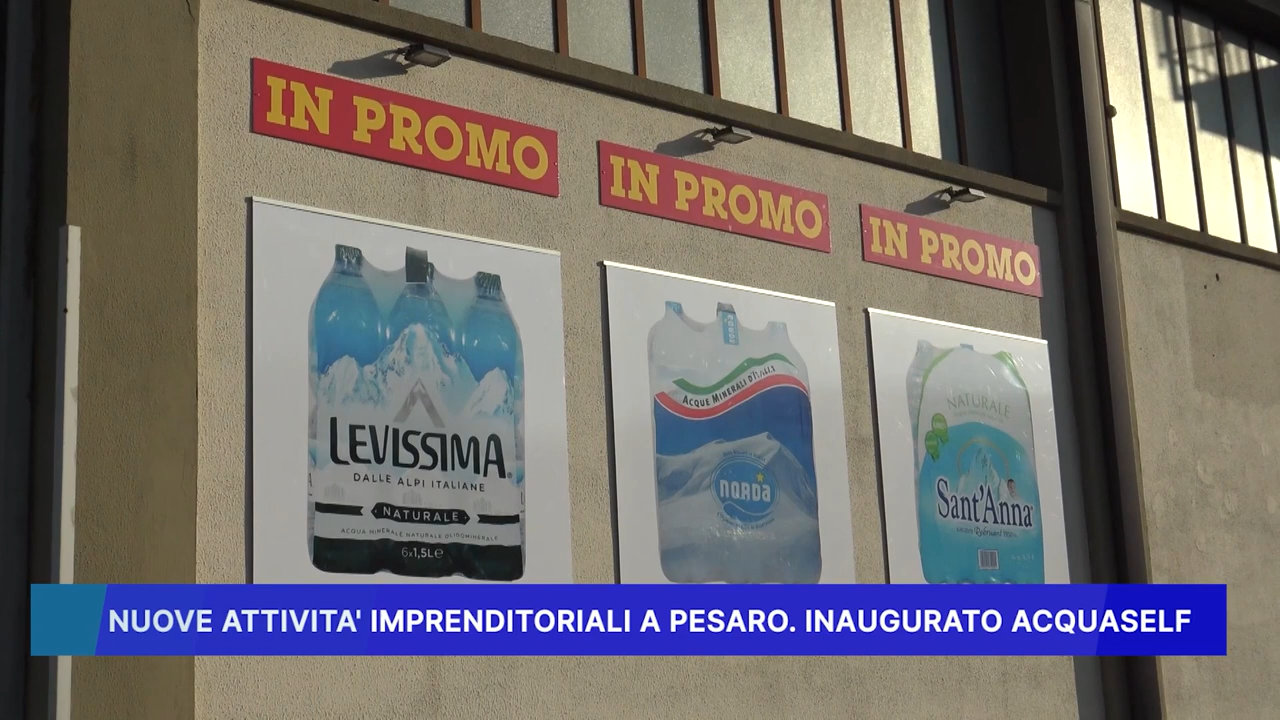 IN PROMO
IN PROMO
IN PROMO
LEVISSIMA
DALLE ALPI ITALIANE
NATURALE
ACQUA MINERALE NATURALE OLIGOMINERALE
6x1,5L e
NORDA
ACQUE MINERALI D'ITALIA
NORDA
NATURALE
Sant'Anna
NUOVE ATTIVITA' IMPRENDITORIALI A PESARO. INAUGURATO ACQUASELF